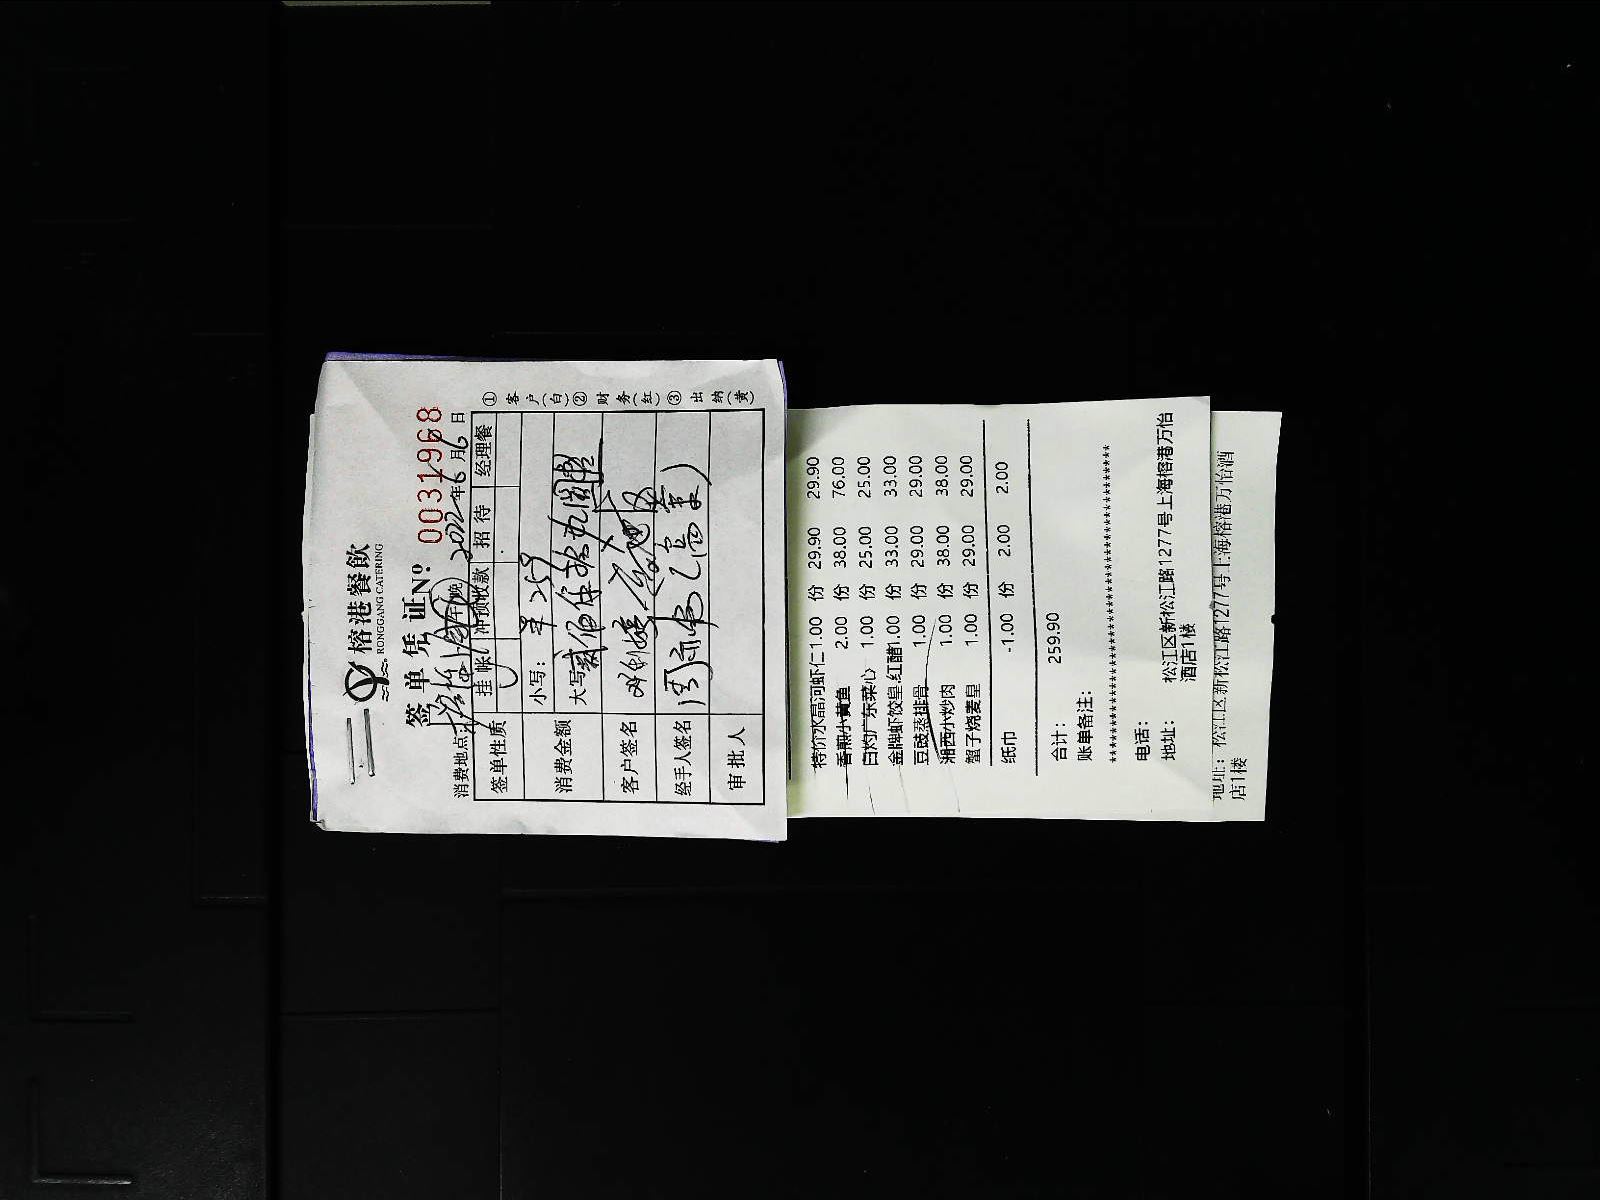 榕港餐飲
RONGGANG CATERING
签单凭证 Nº 0031968
消费地点: 2022年6月6日
签单性质 挂帐 冲预收款 招待 经理餐
消费金额 小写: 259
大写:
客户签名
经手人签名
审批人
①客户(白)②财务(红)③出纳(黄)
特价水晶河虾仁 1.00 份 29.90 29.90
香煎小黄鱼 2.00 份 38.00 76.00
白灼广东菜心 1.00 份 25.00 25.00
金牌虾饺皇 红醋 1.00 份 33.00 33.00
豆豉蒸排骨 1.00 份 29.00 29.00
湘西小炒肉 1.00 份 38.00 38.00
蟹子烧麦皇 1.00 份 29.00 29.00
纸巾 -1.00 份 2.00 2.00
合计: 259.90
账单备注:
****************************************
电话:
地址: 松江区新松江路1277号上海榕港万怡
酒店1楼
地址: 松江区新松江路1277号上海榕港万怡酒
店1楼